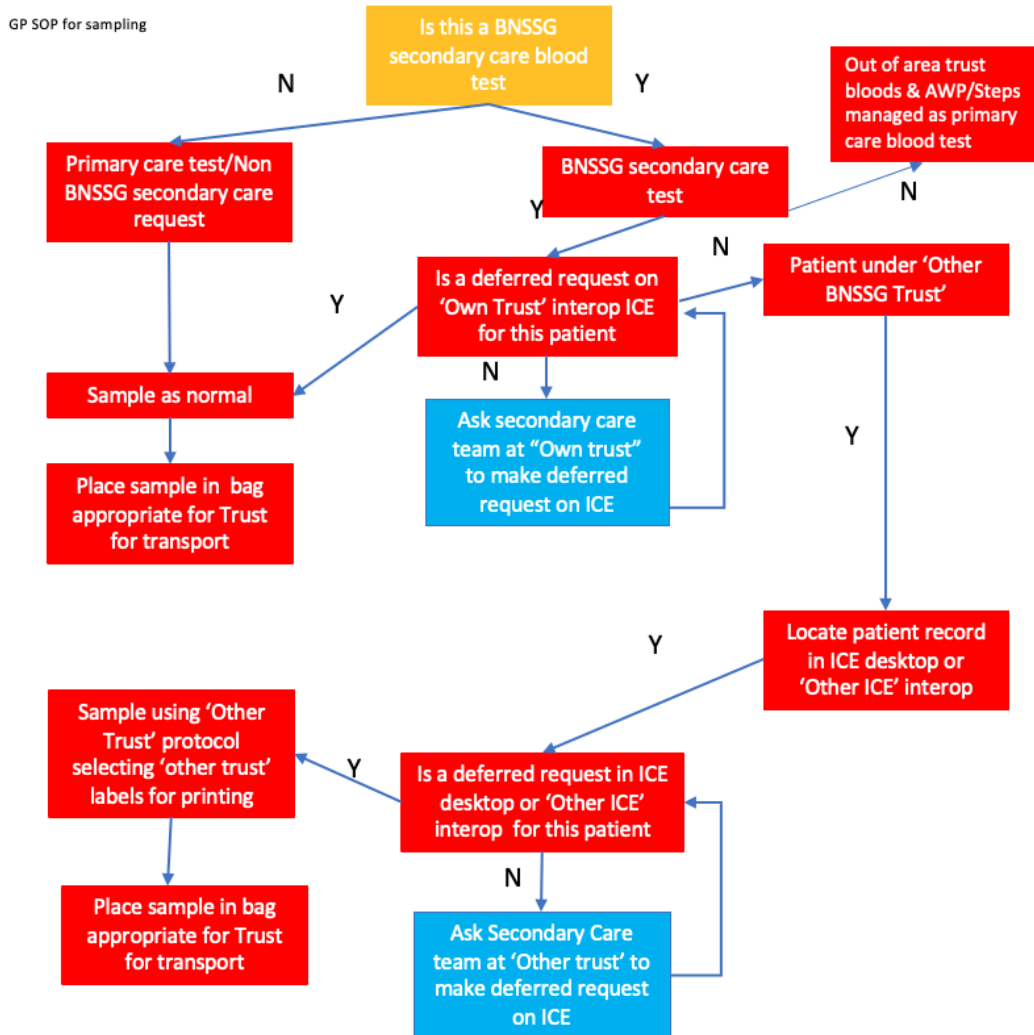 GP SOP for sampling
Is this a BNSSG
secondary care blood
test
N
Y
Out of area trust
bloods & AWP/Steps
managed as primary
care blood test
Primary care test/Non
BNSSG secondary care
request
BNSSG secondary care
test
N
Y
Is a deferred request on
‘Own Trust’ interop ICE
for this patient
N
Patient under ‘Other
BNSSG Trust’
Y
N
Sample as normal
Ask secondary care
team at “Own trust”
to make deferred
request on ICE
Y
Place sample in bag
appropriate for Trust
for transport
Locate patient record
in ICE desktop or
‘Other ICE’ interop
Y
Sample using ‘Other
Trust’ protocol
selecting ‘other trust’
labels for printing
Y
Is a deferred request in ICE
desktop or ‘Other ICE’
interop for this patient
N
Place sample in bag
appropriate for Trust
for transport
Ask Secondary Care
team at ‘Other trust’ to
make deferred request
on ICE